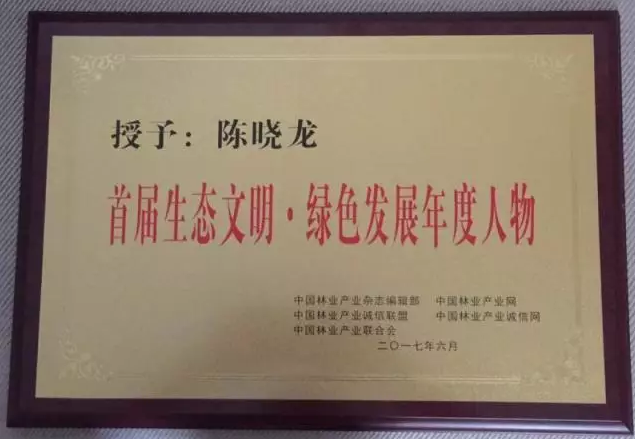 授予：陈晓龙
首届生态文明·绿色发展年度人物
中国林业产业杂志编辑部 中国林业产业网
中国林业产业诚信联盟 中国林业产业诚信网
中国林业产业联合会
二〇一七年六月